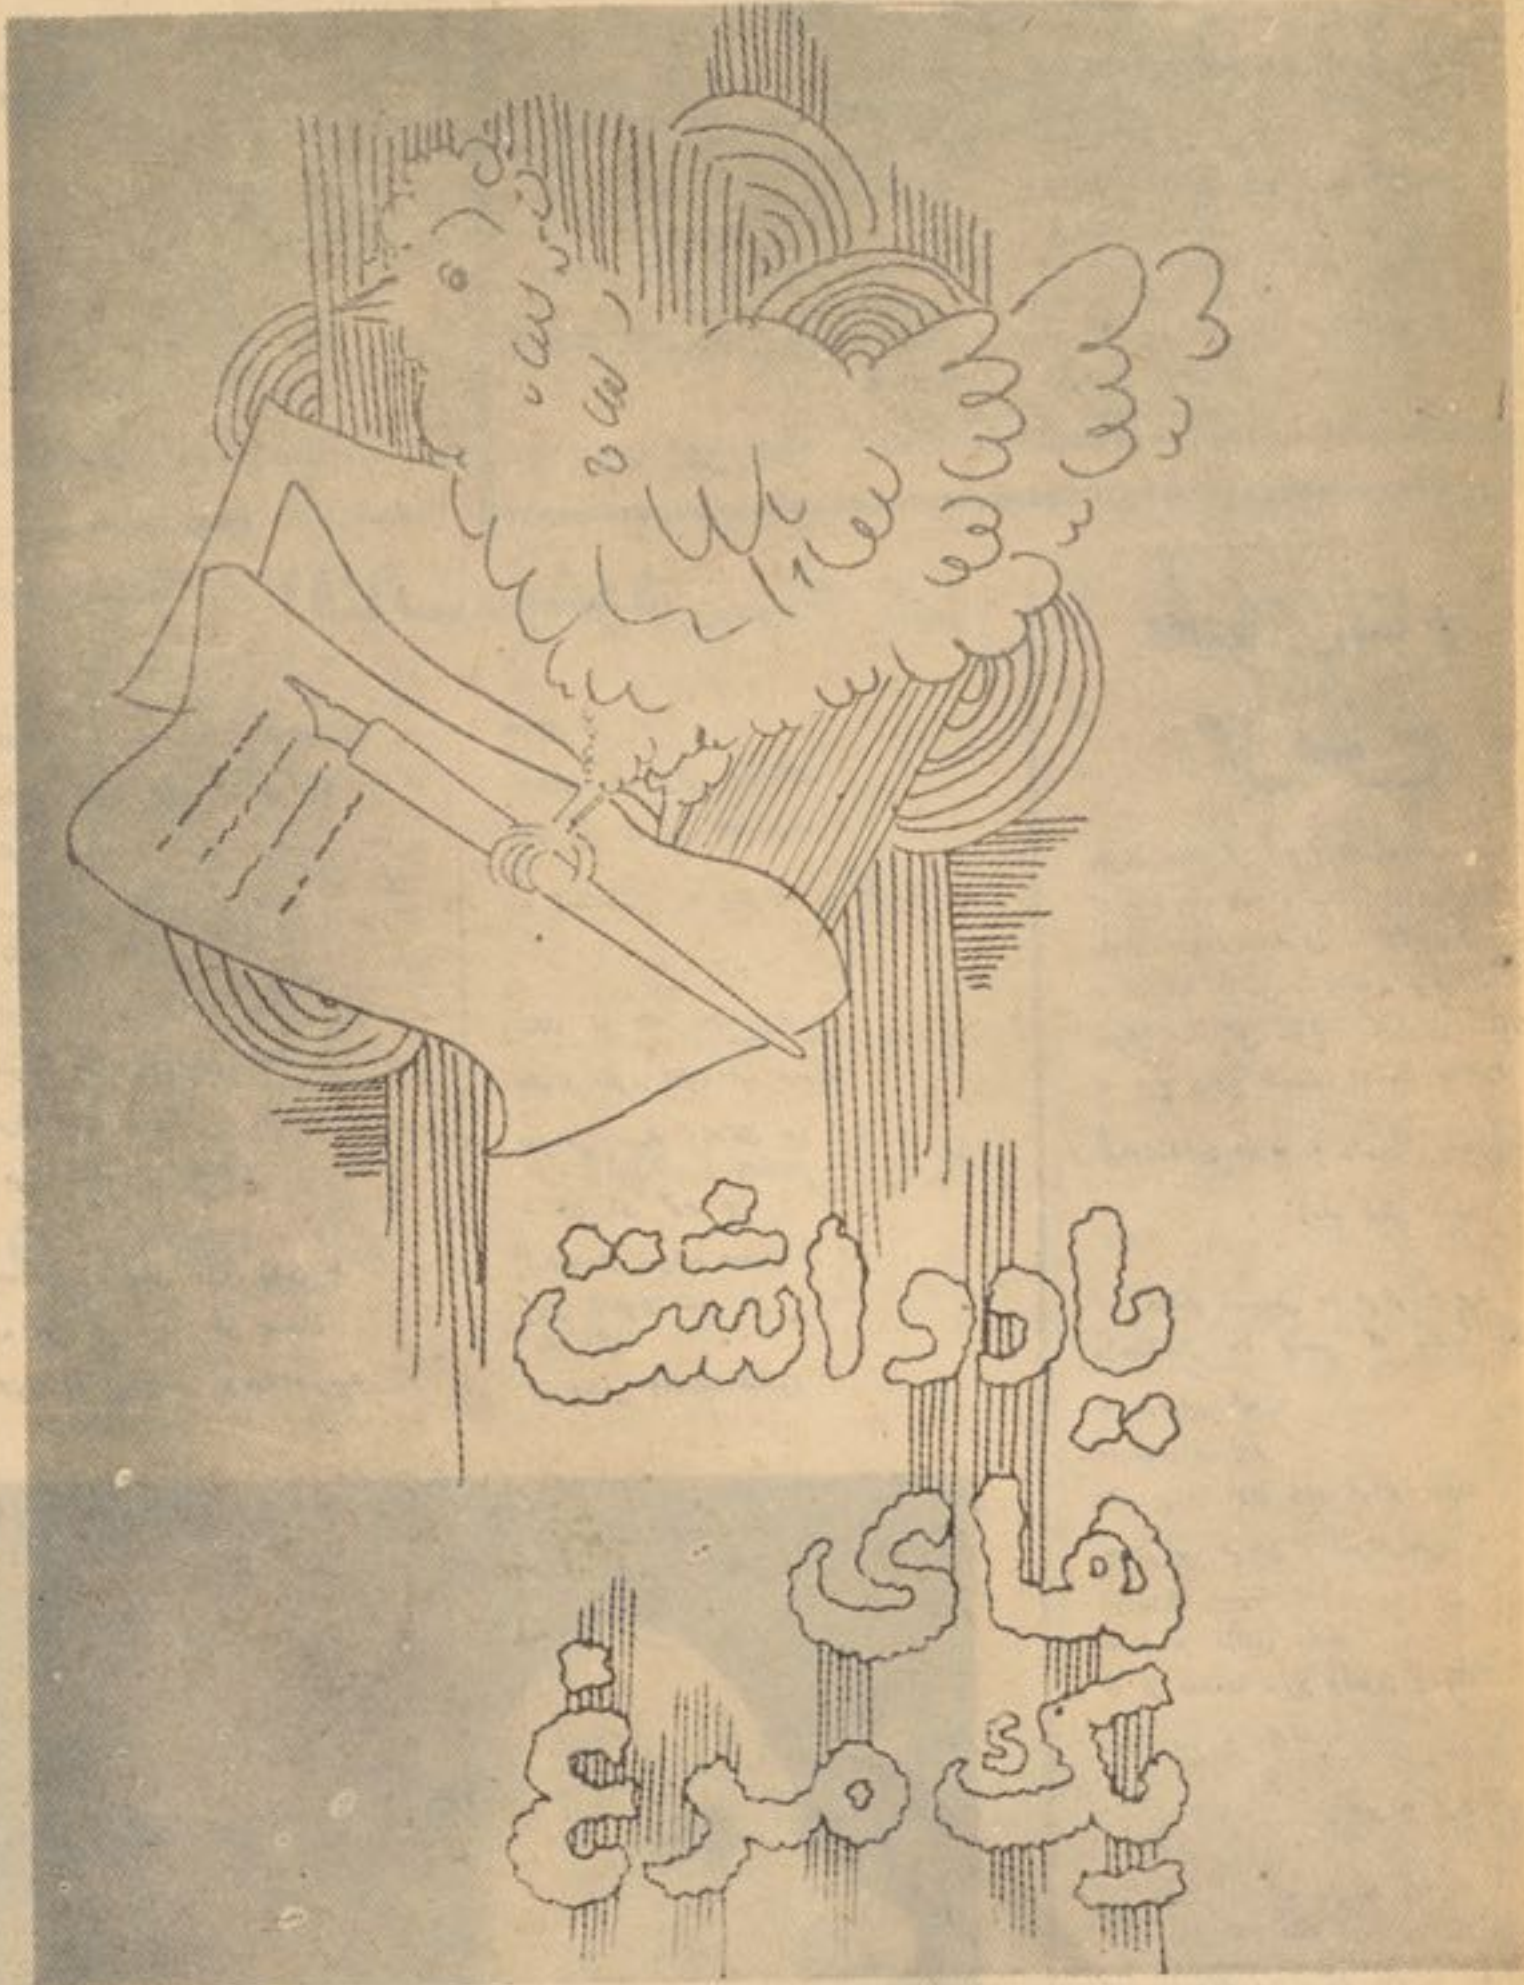 یادداشت
های
یک مرغ